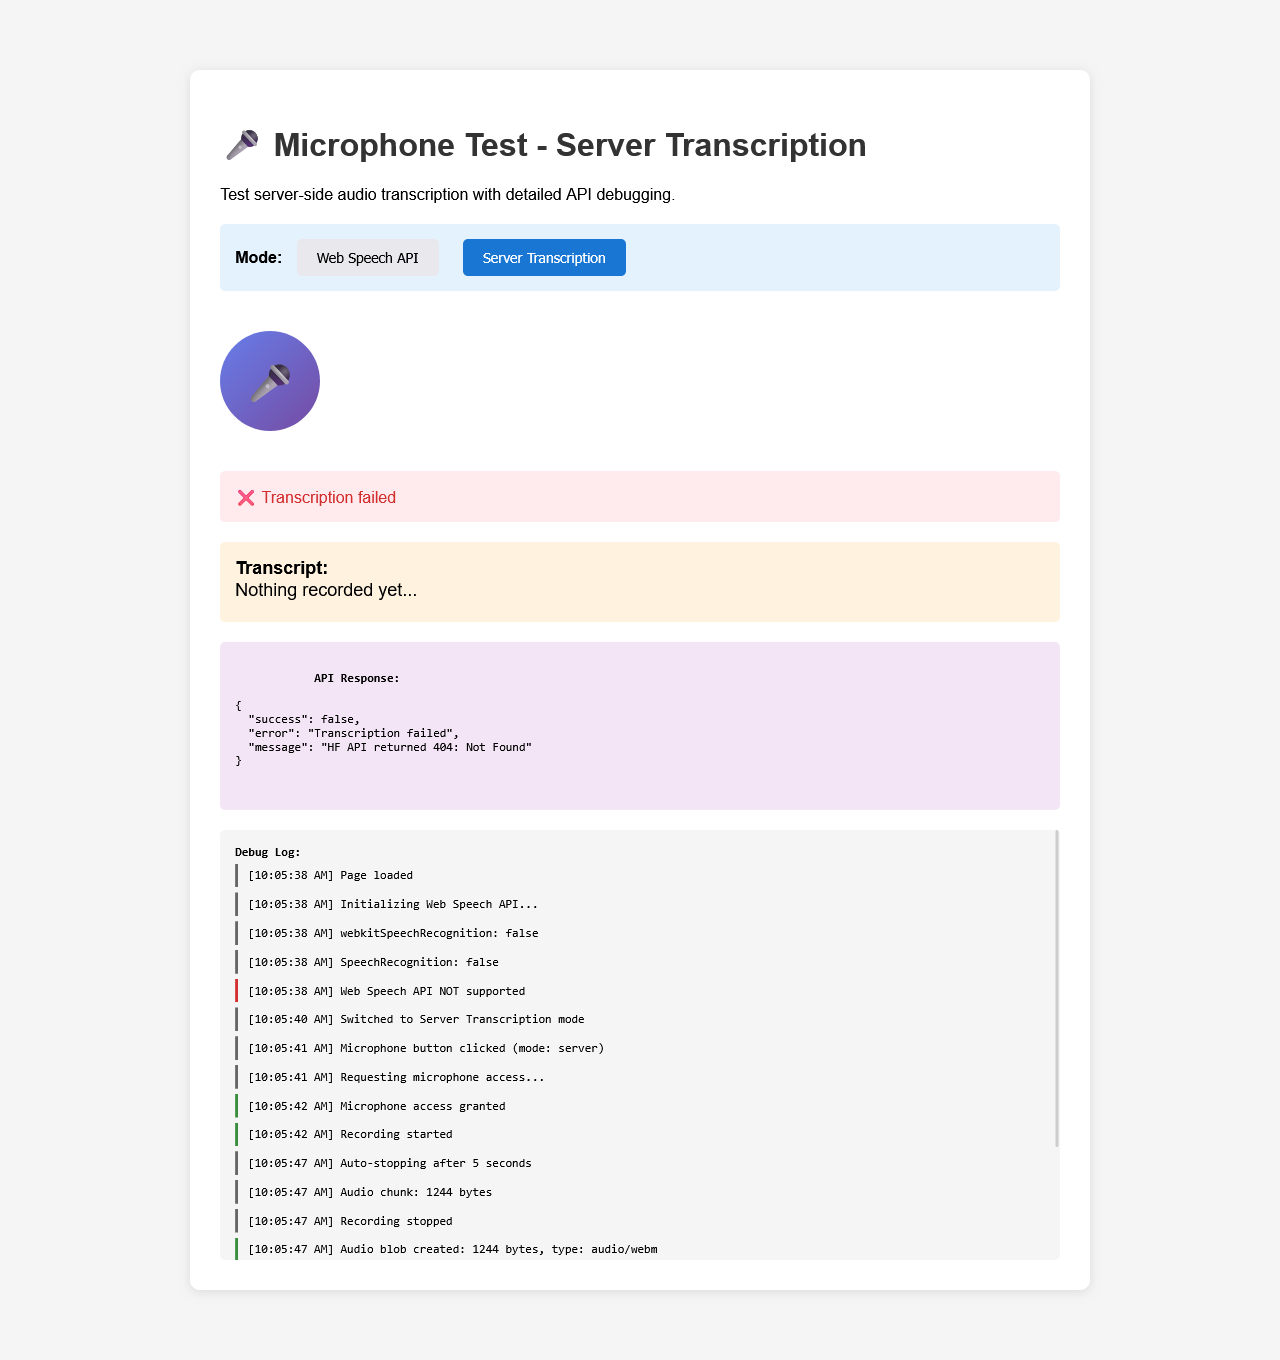 Microphone Test - Server Transcription
Test server-side audio transcription with detailed API debugging.
Mode: Web Speech API Server Transcription
Transcription failed
Transcript:
Nothing recorded yet...
API Response:
{
"success": false,
"error": "Transcription failed",
"message": "HF API returned 404: Not Found"
}
Debug Log:
[10:05:38 AM] Page loaded
[10:05:38 AM] Initializing Web Speech API...
[10:05:38 AM] webkitSpeechRecognition: false
[10:05:38 AM] SpeechRecognition: false
[10:05:38 AM] Web Speech API NOT supported
[10:05:40 AM] Switched to Server Transcription mode
[10:05:41 AM] Microphone button clicked (mode: server)
[10:05:41 AM] Requesting microphone access...
[10:05:42 AM] Microphone access granted
[10:05:42 AM] Recording started
[10:05:47 AM] Auto-stopping after 5 seconds
[10:05:47 AM] Audio chunk: 1244 bytes
[10:05:47 AM] Recording stopped
[10:05:47 AM] Audio blob created: 1244 bytes, type: audio/webm